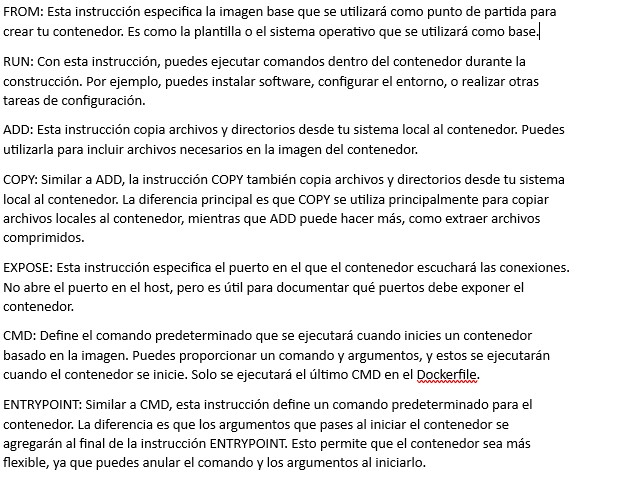 FROM: Esta instrucción especifica la imagen base que se utilizará como punto de partida para
crear tu contenedor. Es como la plantilla o el sistema operativo que se utilizará como base.
RUN: Con esta instrucción, puedes ejecutar comandos dentro del contenedor durante la
construcción. Por ejemplo, puedes instalar software, configurar el entorno, o realizar otras
tareas de configuración.
ADD: Esta instrucción copia archivos y directorios desde tu sistema local al contenedor. Puedes
utilizarla para incluir archivos necesarios en la imagen del contenedor.
COPY: Similar a ADD, la instrucción COPY también copia archivos y directorios desde tu sistema
local al contenedor. La diferencia principal es que COPY se utiliza principalmente para copiar
archivos locales al contenedor, mientras que ADD puede hacer más, como extraer archivos
comprimidos.
EXPOSE: Esta instrucción especifica el puerto en el que el contenedor escuchará las conexiones.
No abre el puerto en el host, pero es útil para documentar qué puertos debe exponer el
contenedor.
CMD: Define el comando predeterminado que se ejecutará cuando inicies un contenedor
basado en la imagen. Puedes proporcionar un comando y argumentos, y estos se ejecutarán
cuando el contenedor se inicie. Solo se ejecutará el último CMD en el Dockerfile.
ENTRYPOINT: Similar a CMD, esta instrucción define un comando predeterminado para el
contenedor. La diferencia es que los argumentos que pases al iniciar el contenedor se
agregarán al final de la instrucción ENTRYPOINT. Esto permite que el contenedor sea más
flexible, ya que puedes anular el comando y los argumentos al iniciarlo.